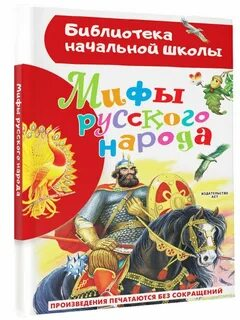 Библиотека
начальной школы
Мифы
русского
народа
Мифы русского народа
ИЗДАТЕЛЬСТВО
АСТ
ПРОИЗВЕДЕНИЯ ПЕЧАТАЮТСЯ БЕЗ СОКРАЩЕНИЙ